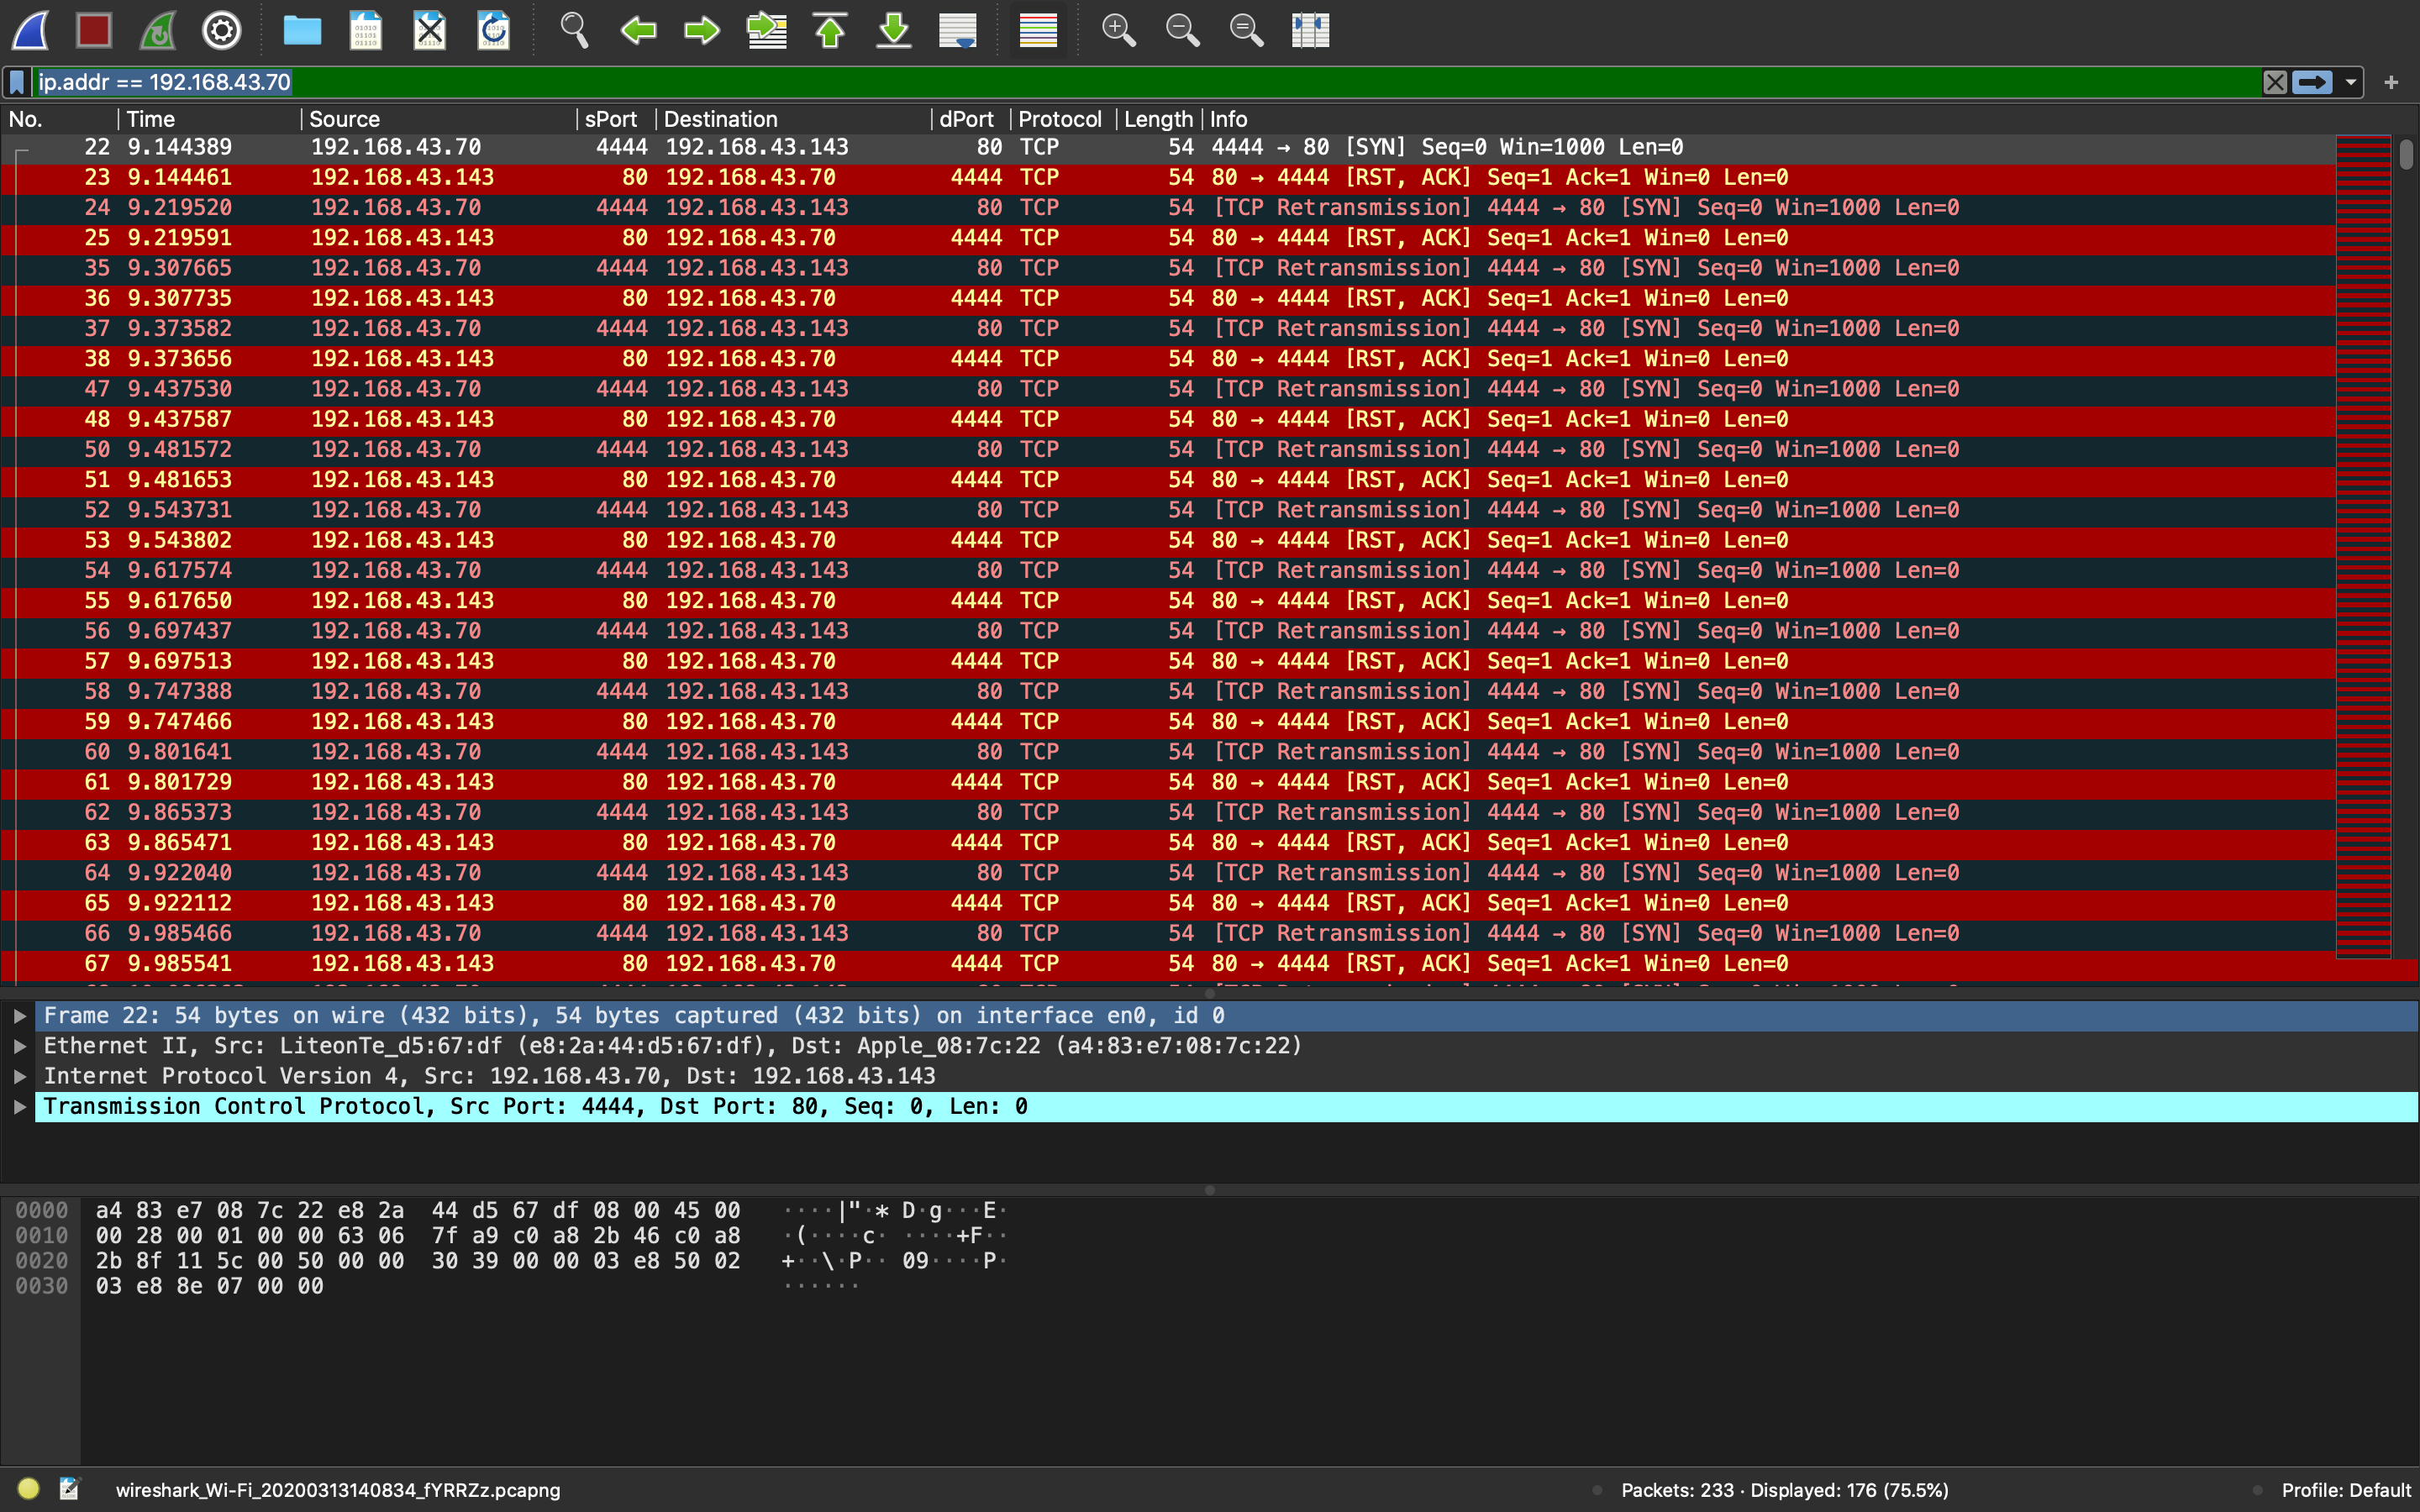 ip.addr == 192.168.43.70
No. Time Source sPort Destination dPort Protocol Length Info
22 9.144389 192.168.43.70 4444 192.168.43.143 80 TCP 54 4444 → 80 [SYN] Seq=0 Win=1000 Len=0
23 9.144461 192.168.43.143 80 192.168.43.70 4444 TCP 54 80 → 4444 [RST, ACK] Seq=1 Ack=1 Win=0 Len=0
24 9.219520 192.168.43.70 4444 192.168.43.143 80 TCP 54 [TCP Retransmission] 4444 → 80 [SYN] Seq=0 Win=1000 Len=0
25 9.219591 192.168.43.143 80 192.168.43.70 4444 TCP 54 80 → 4444 [RST, ACK] Seq=1 Ack=1 Win=0 Len=0
35 9.307665 192.168.43.70 4444 192.168.43.143 80 TCP 54 [TCP Retransmission] 4444 → 80 [SYN] Seq=0 Win=1000 Len=0
36 9.307735 192.168.43.143 80 192.168.43.70 4444 TCP 54 80 → 4444 [RST, ACK] Seq=1 Ack=1 Win=0 Len=0
37 9.373582 192.168.43.70 4444 192.168.43.143 80 TCP 54 [TCP Retransmission] 4444 → 80 [SYN] Seq=0 Win=1000 Len=0
38 9.373656 192.168.43.143 80 192.168.43.70 4444 TCP 54 80 → 4444 [RST, ACK] Seq=1 Ack=1 Win=0 Len=0
47 9.437530 192.168.43.70 4444 192.168.43.143 80 TCP 54 [TCP Retransmission] 4444 → 80 [SYN] Seq=0 Win=1000 Len=0
48 9.437587 192.168.43.143 80 192.168.43.70 4444 TCP 54 80 → 4444 [RST, ACK] Seq=1 Ack=1 Win=0 Len=0
50 9.481572 192.168.43.70 4444 192.168.43.143 80 TCP 54 [TCP Retransmission] 4444 → 80 [SYN] Seq=0 Win=1000 Len=0
51 9.481653 192.168.43.143 80 192.168.43.70 4444 TCP 54 80 → 4444 [RST, ACK] Seq=1 Ack=1 Win=0 Len=0
52 9.543731 192.168.43.70 4444 192.168.43.143 80 TCP 54 [TCP Retransmission] 4444 → 80 [SYN] Seq=0 Win=1000 Len=0
53 9.543802 192.168.43.143 80 192.168.43.70 4444 TCP 54 80 → 4444 [RST, ACK] Seq=1 Ack=1 Win=0 Len=0
54 9.617574 192.168.43.70 4444 192.168.43.143 80 TCP 54 [TCP Retransmission] 4444 → 80 [SYN] Seq=0 Win=1000 Len=0
55 9.617650 192.168.43.143 80 192.168.43.70 4444 TCP 54 80 → 4444 [RST, ACK] Seq=1 Ack=1 Win=0 Len=0
56 9.697437 192.168.43.70 4444 192.168.43.143 80 TCP 54 [TCP Retransmission] 4444 → 80 [SYN] Seq=0 Win=1000 Len=0
57 9.697513 192.168.43.143 80 192.168.43.70 4444 TCP 54 80 → 4444 [RST, ACK] Seq=1 Ack=1 Win=0 Len=0
58 9.747388 192.168.43.70 4444 192.168.43.143 80 TCP 54 [TCP Retransmission] 4444 → 80 [SYN] Seq=0 Win=1000 Len=0
59 9.747466 192.168.43.143 80 192.168.43.70 4444 TCP 54 80 → 4444 [RST, ACK] Seq=1 Ack=1 Win=0 Len=0
60 9.801641 192.168.43.70 4444 192.168.43.143 80 TCP 54 [TCP Retransmission] 4444 → 80 [SYN] Seq=0 Win=1000 Len=0
61 9.801729 192.168.43.143 80 192.168.43.70 4444 TCP 54 80 → 4444 [RST, ACK] Seq=1 Ack=1 Win=0 Len=0
62 9.865373 192.168.43.70 4444 192.168.43.143 80 TCP 54 [TCP Retransmission] 4444 → 80 [SYN] Seq=0 Win=1000 Len=0
63 9.865471 192.168.43.143 80 192.168.43.70 4444 TCP 54 80 → 4444 [RST, ACK] Seq=1 Ack=1 Win=0 Len=0
64 9.922040 192.168.43.70 4444 192.168.43.143 80 TCP 54 [TCP Retransmission] 4444 → 80 [SYN] Seq=0 Win=1000 Len=0
65 9.922112 192.168.43.143 80 192.168.43.70 4444 TCP 54 80 → 4444 [RST, ACK] Seq=1 Ack=1 Win=0 Len=0
66 9.985466 192.168.43.70 4444 192.168.43.143 80 TCP 54 [TCP Retransmission] 4444 → 80 [SYN] Seq=0 Win=1000 Len=0
67 9.985541 192.168.43.143 80 192.168.43.70 4444 TCP 54 80 → 4444 [RST, ACK] Seq=1 Ack=1 Win=0 Len=0
Frame 22: 54 bytes on wire (432 bits), 54 bytes captured (432 bits) on interface en0, id 0
Ethernet II, Src: LiteonTe_d5:67:df (e8:2a:44:d5:67:df), Dst: Apple_08:7c:22 (a4:83:e7:08:7c:22)
Internet Protocol Version 4, Src: 192.168.43.70, Dst: 192.168.43.143
Transmission Control Protocol, Src Port: 4444, Dst Port: 80, Seq: 0, Len: 0
0000 a4 83 e7 08 7c 22 e8 2a 44 d5 67 df 08 00 45 00 ····|"·* D·g···E·
0010 00 28 00 01 00 00 63 06 7f a9 c0 a8 2b 46 c0 a8 ·(····c· ····+F··
0020 2b 8f 11 5c 00 50 00 00 30 39 00 00 03 e8 50 02 +··\·P·· 09····P·
0030 03 e8 8e 07 00 00 ······
wireshark_Wi-Fi_20200313140834_fYRRZz.pcapng
Packets: 233 · Displayed: 176 (75.5%)
Profile: Default